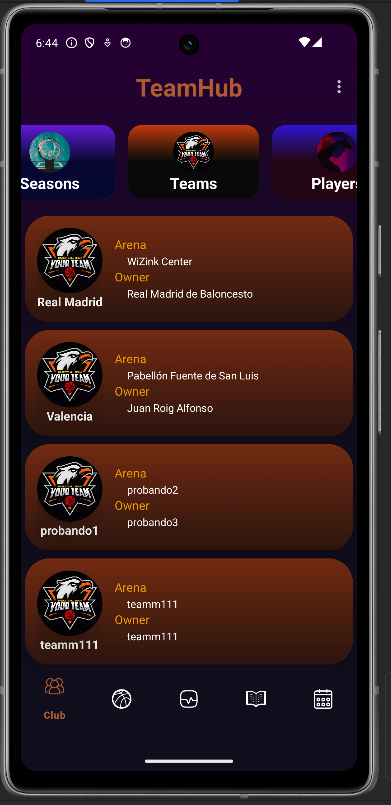 6:44
TeamHub
Seasons
Teams
Players
YOUR TEAM
Arena
WiZink Center
Owner
Real Madrid de Baloncesto
Real Madrid
YOUR TEAM
Arena
Pabellón Fuente de San Luis
Owner
Juan Roig Alfonso
Valencia
YOUR TEAM
Arena
probando2
Owner
probando3
probando1
YOUR TEAM
Arena
teamm111
Owner
teamm111
teamm111
Club